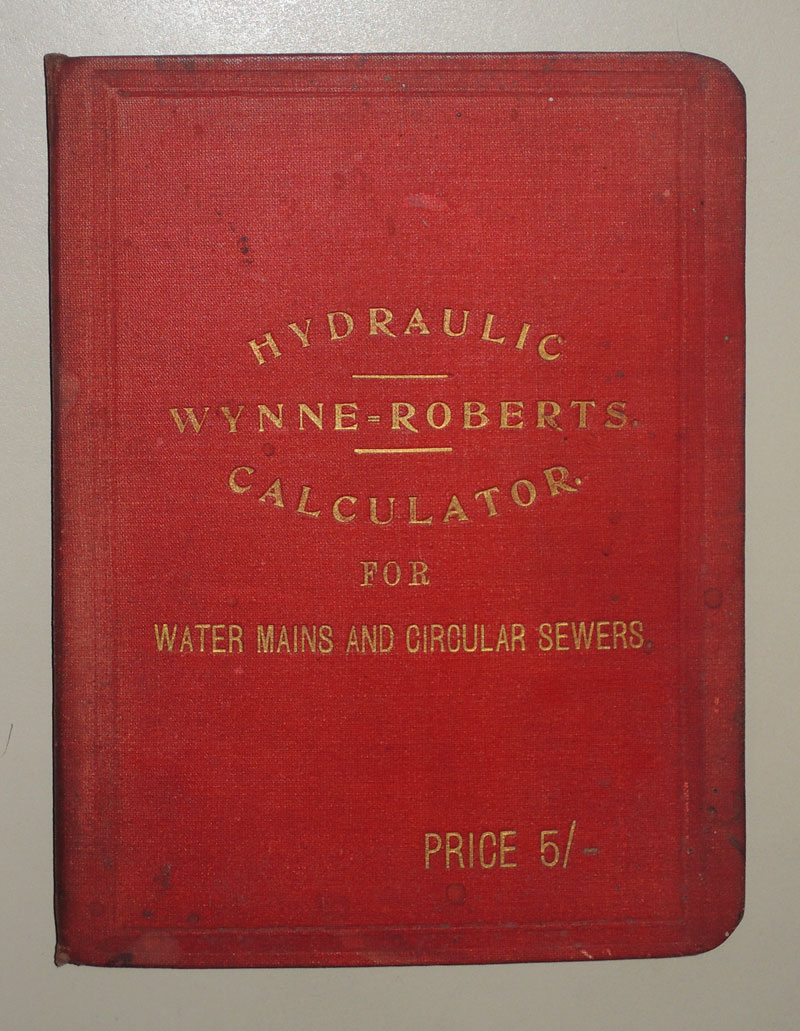 HYDRAULIC
WYNNE=ROBERTS.
CALCULATOR.
FOR
WATER MAINS AND CIRCULAR SEWERS.
PRICE 5/-